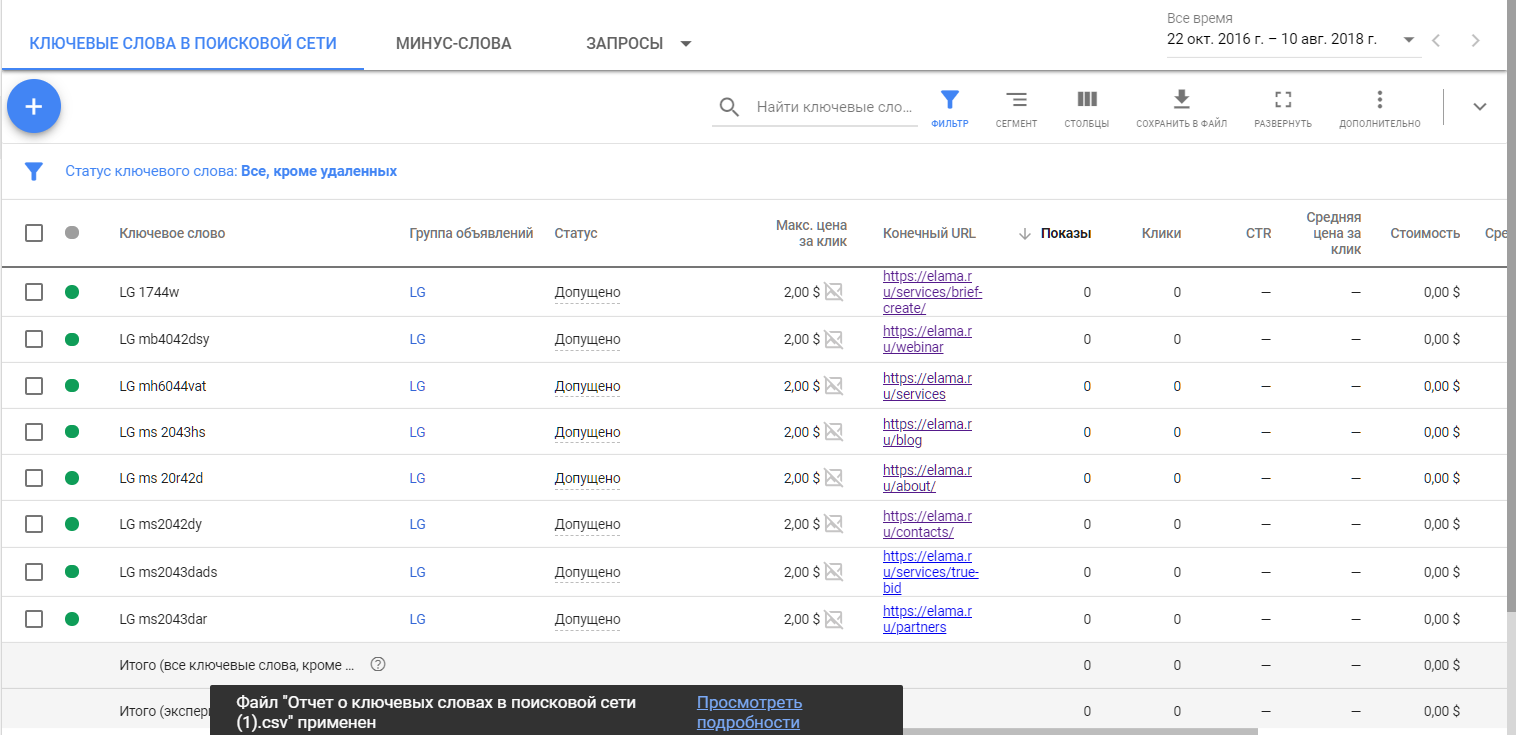 Все время
КЛЮЧЕВЫЕ СЛОВА В ПОИСКОВОЙ СЕТИ МИНУС-СЛОВА ЗАПРОСЫ 22 окт. 2016 г. – 10 авг. 2018 г.
+ Найти ключевые сло... ФИЛЬТР СЕГМЕНТ СТОЛБЦЫ СОХРАНИТЬ В ФАЙЛ РАЗВЕРНУТЬ ДОПОЛНИТЕЛЬНО
Статус ключевого слова: Все, кроме удаленных
Ключевое слово Группа объявлений Статус Макс. цена за клик Конечный URL Показы Клики CTR Средняя цена за клик Стоимость Сре
LG 1744w LG Допущено 2,00 $ https://elama.r
u/services/brief-
create/ 0 0 — — 0,00 $
LG mb4042dsy LG Допущено 2,00 $ https://elama.r
u/webinar 0 0 — — 0,00 $
LG mh6044vat LG Допущено 2,00 $ https://elama.r
u/services 0 0 — — 0,00 $
LG ms 2043hs LG Допущено 2,00 $ https://elama.r
u/blog 0 0 — — 0,00 $
LG ms 20r42d LG Допущено 2,00 $ https://elama.r
u/about/ 0 0 — — 0,00 $
LG ms2042dy LG Допущено 2,00 $ https://elama.r
u/contacts/ 0 0 — — 0,00 $
LG ms2043dads LG Допущено 2,00 $ https://elama.r
u/services/true-
bid 0 0 — — 0,00 $
LG ms2043dar LG Допущено 2,00 $ https://elama.r
u/partners 0 0 — — 0,00 $
Итого (все ключевые слова, кроме ... ? 0 0 — — 0,00 $
Итого (экспер 0 0 — — 0,00 $
Файл "Отчет о ключевых словах в поисковой сети
(1).csv" применен
Просмотреть
подробности